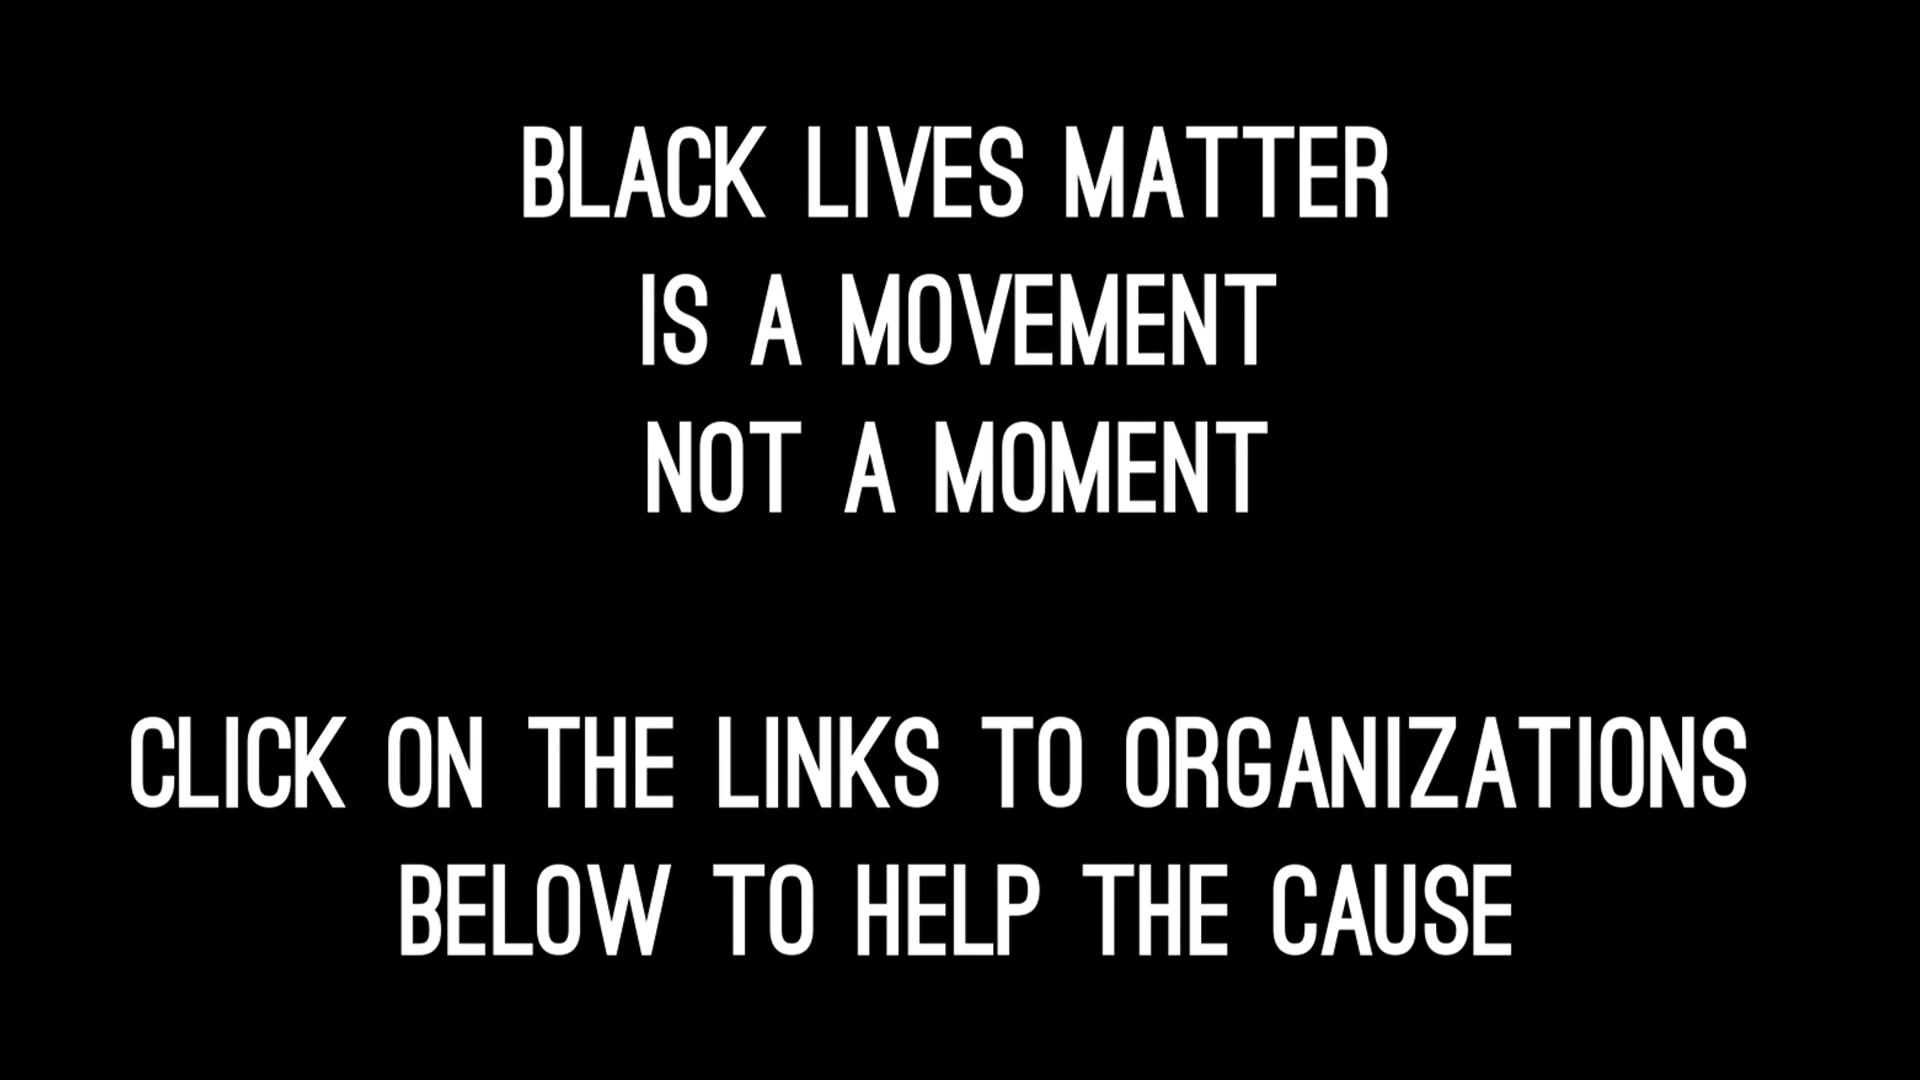 BLACK LIVES MATTER
IS A MOVEMENT
NOT A MOMENT
CLICK ON THE LINKS TO ORGANIZATIONS
BELOW TO HELP THE CAUSE